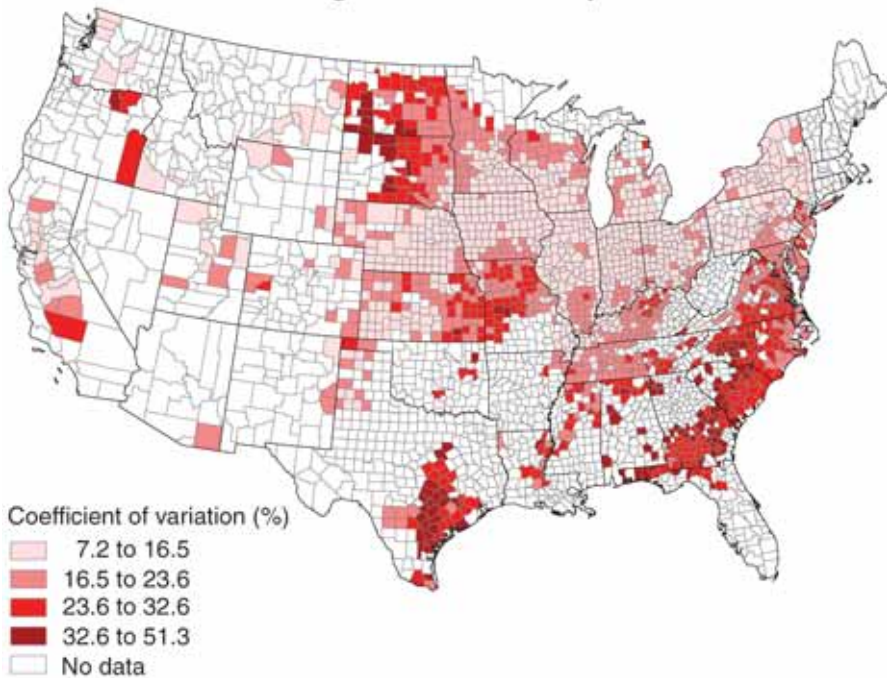 Coefficient of variation (%)
7.2 to 16.5
16.5 to 23.6
23.6 to 32.6
32.6 to 51.3
No data